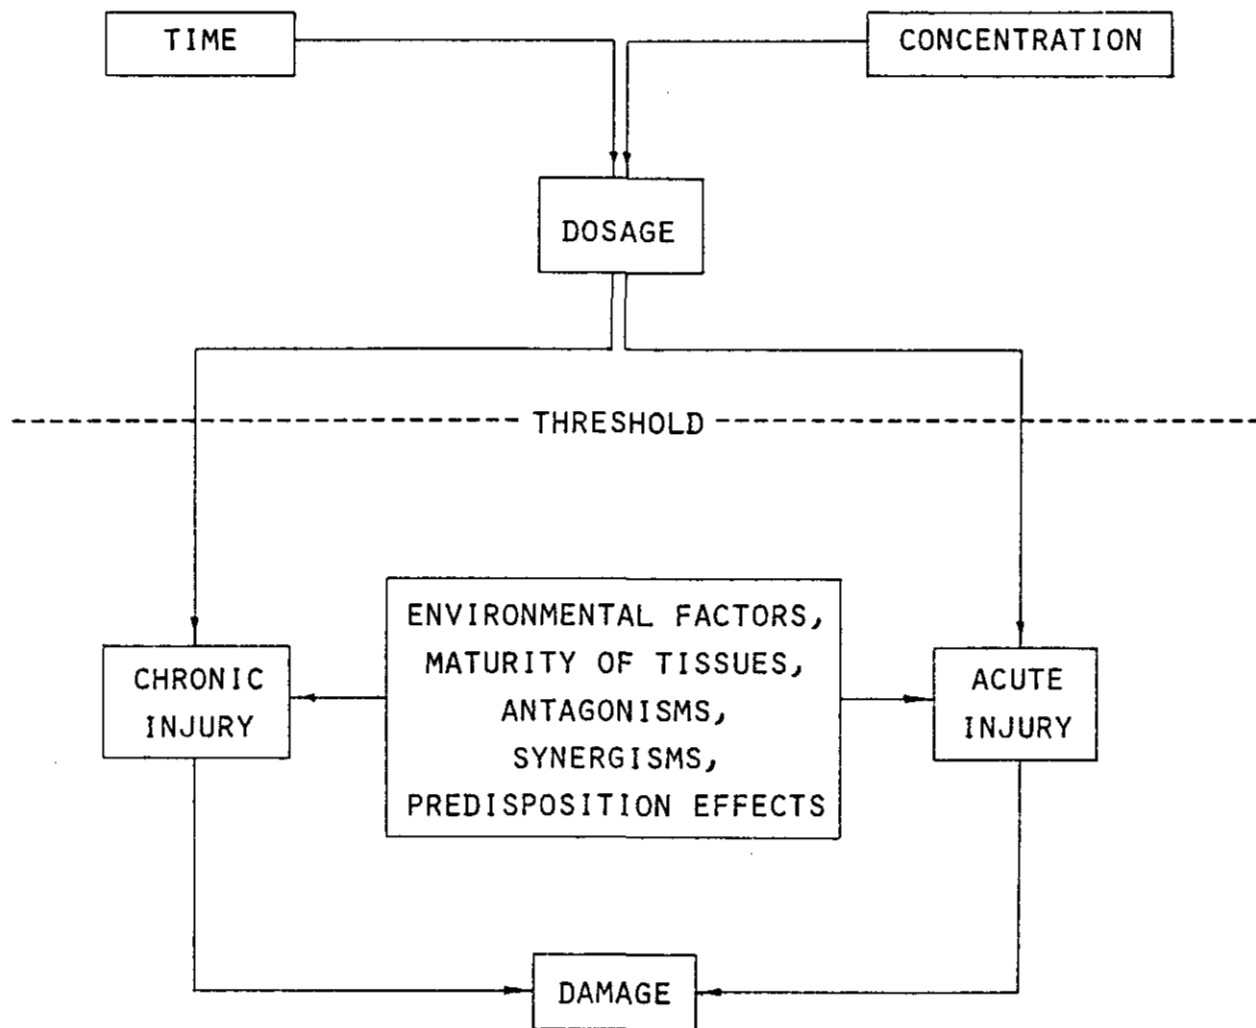 TIME
CONCENTRATION
DOSAGE
THRESHOLD
CHRONIC
INJURY
ENVIRONMENTAL FACTORS,
MATURITY OF TISSUES,
ANTAGONISMS,
SYNERGISMS,
PREDISPOSITION EFFECTS
ACUTE
INJURY
DAMAGE